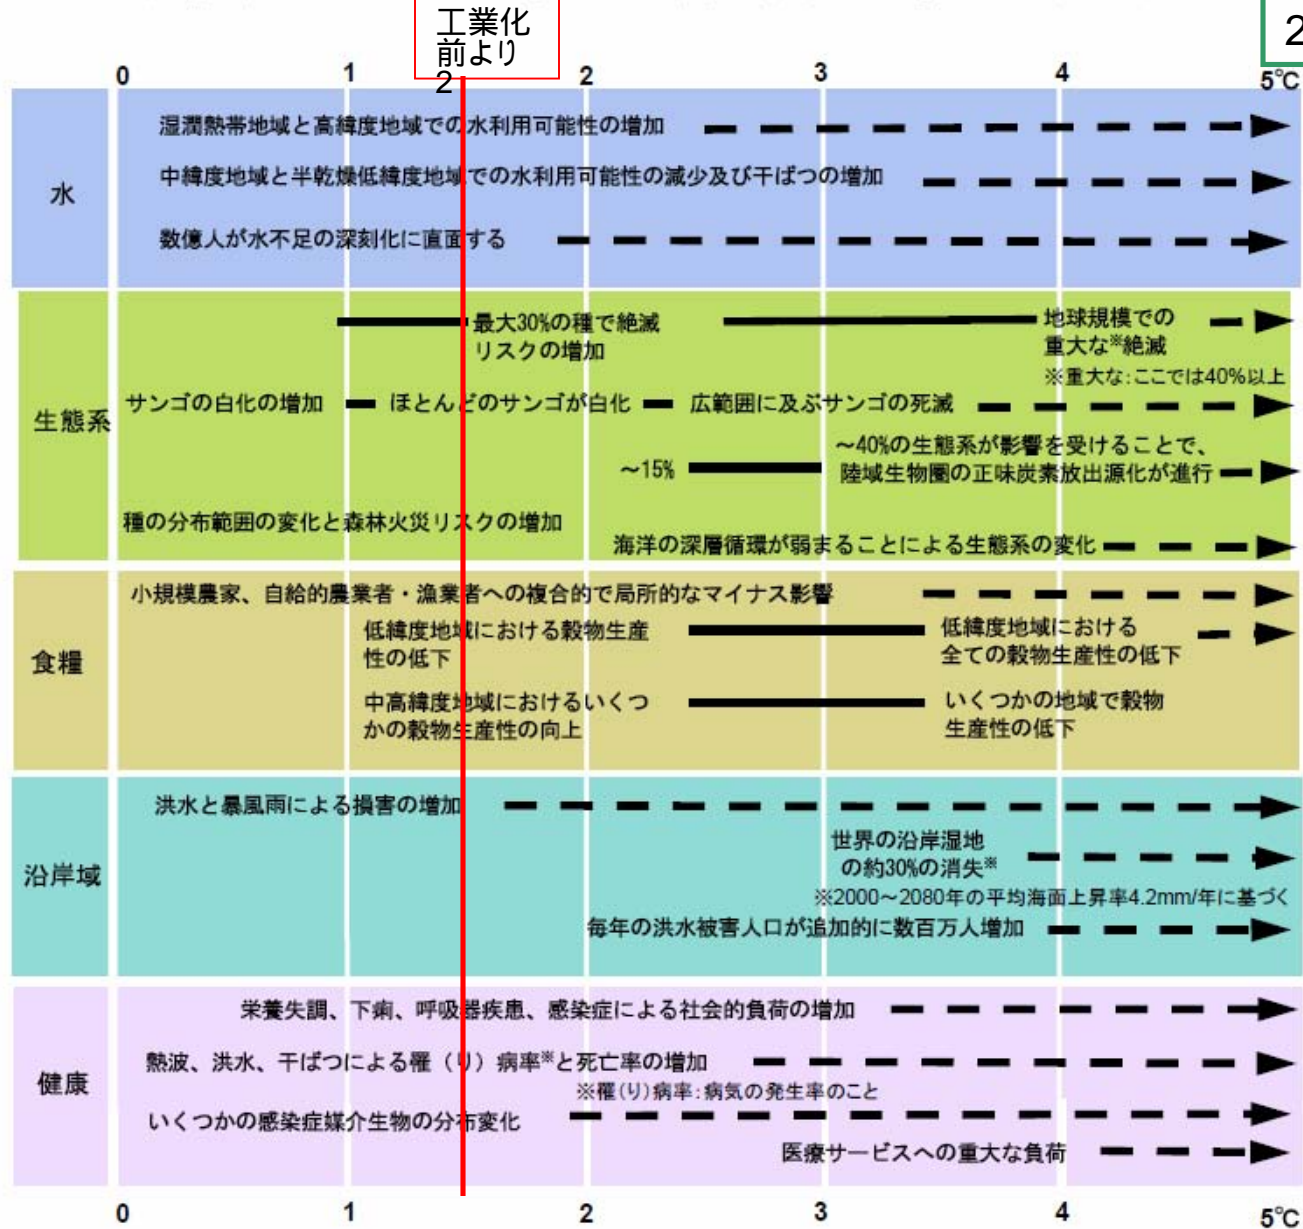 工業化
前より
2
2
0 1 2 3 4 5℃
水
湿潤熱帯地域と高緯度地域での水利用可能性の増加
中緯度地域と半乾燥低緯度地域での水利用可能性の減少及び干ばつの増加
数億人が水不足の深刻化に直面する
生態系
最大30%の種で絶滅
リスクの増加
地球規模での
重大な※絶滅
※重大な:ここでは40%以上
サンゴの白化の増加 ほとんどのサンゴが白化 広範囲に及ぶサンゴの死滅
～15%
～40%の生態系が影響を受けることで、
陸域生物圏の正味炭素放出源化が進行
種の分布範囲の変化と森林火災リスクの増加
海洋の深層循環が弱まることによる生態系の変化
食糧
小規模農家、自給的農業者・漁業者への複合的で局所的なマイナス影響
低緯度地域における穀物生産
性の低下
低緯度地域における
全ての穀物生産性の低下
中高緯度地域におけるいくつ
かの穀物生産性の向上
いくつかの地域で穀物
生産性の低下
沿岸域
洪水と暴風雨による損害の増加
世界の沿岸湿地
の約30%の消失※
※2000～2080年の平均海面上昇率4.2mm/年に基づく
毎年の洪水被害人口が追加的に数百万人増加
健康
栄養失調、下痢、呼吸器疾患、感染症による社会的負荷の増加
熱波、洪水、干ばつによる罹（り）病率※と死亡率の増加
※罹(り)病率:病気の発生率のこと
いくつかの感染症媒介生物の分布変化
医療サービスへの重大な負荷
0 1 2 3 4 5℃